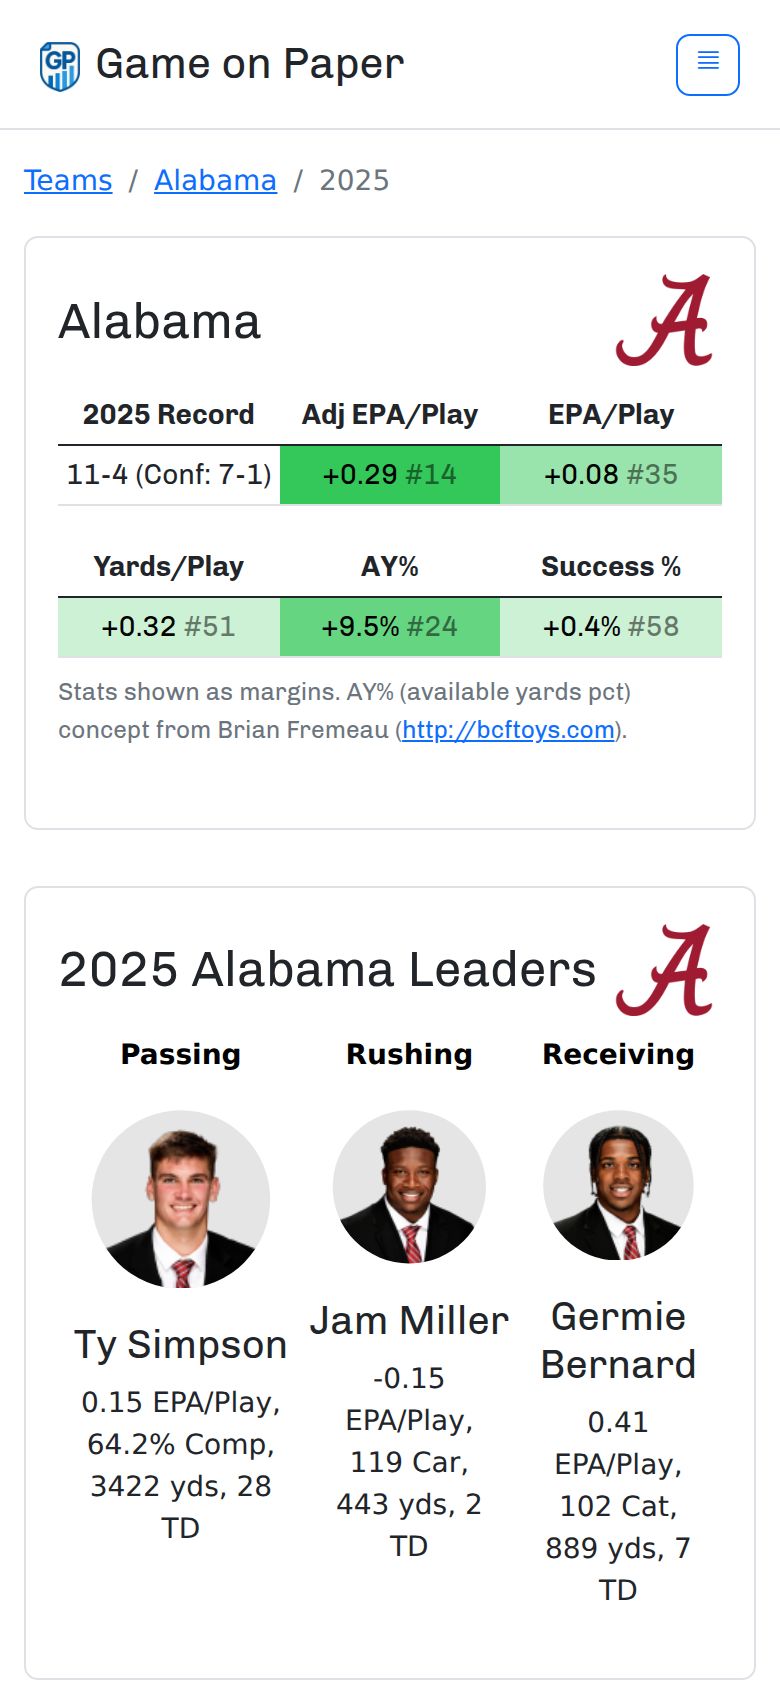 GP Game on Paper
Teams / Alabama / 2025
Alabama
2025 Record Adj EPA/Play EPA/Play
11-4 (Conf: 7-1) +0.29 #14 +0.08 #35
Yards/Play AY% Success %
+0.32 #51 +9.5% #24 +0.4% #58
Stats shown as margins. AY% (available yards pct)
concept from Brian Fremeau (http://bcftoys.com).
2025 Alabama Leaders
Passing
Ty Simpson
0.15 EPA/Play,
64.2% Comp,
3422 yds, 28
TD
Rushing
Jam Miller
-0.15
EPA/Play,
119 Car,
443 yds, 2
TD
Receiving
Germie
Bernard
0.41
EPA/Play,
102 Cat,
889 yds, 7
TD